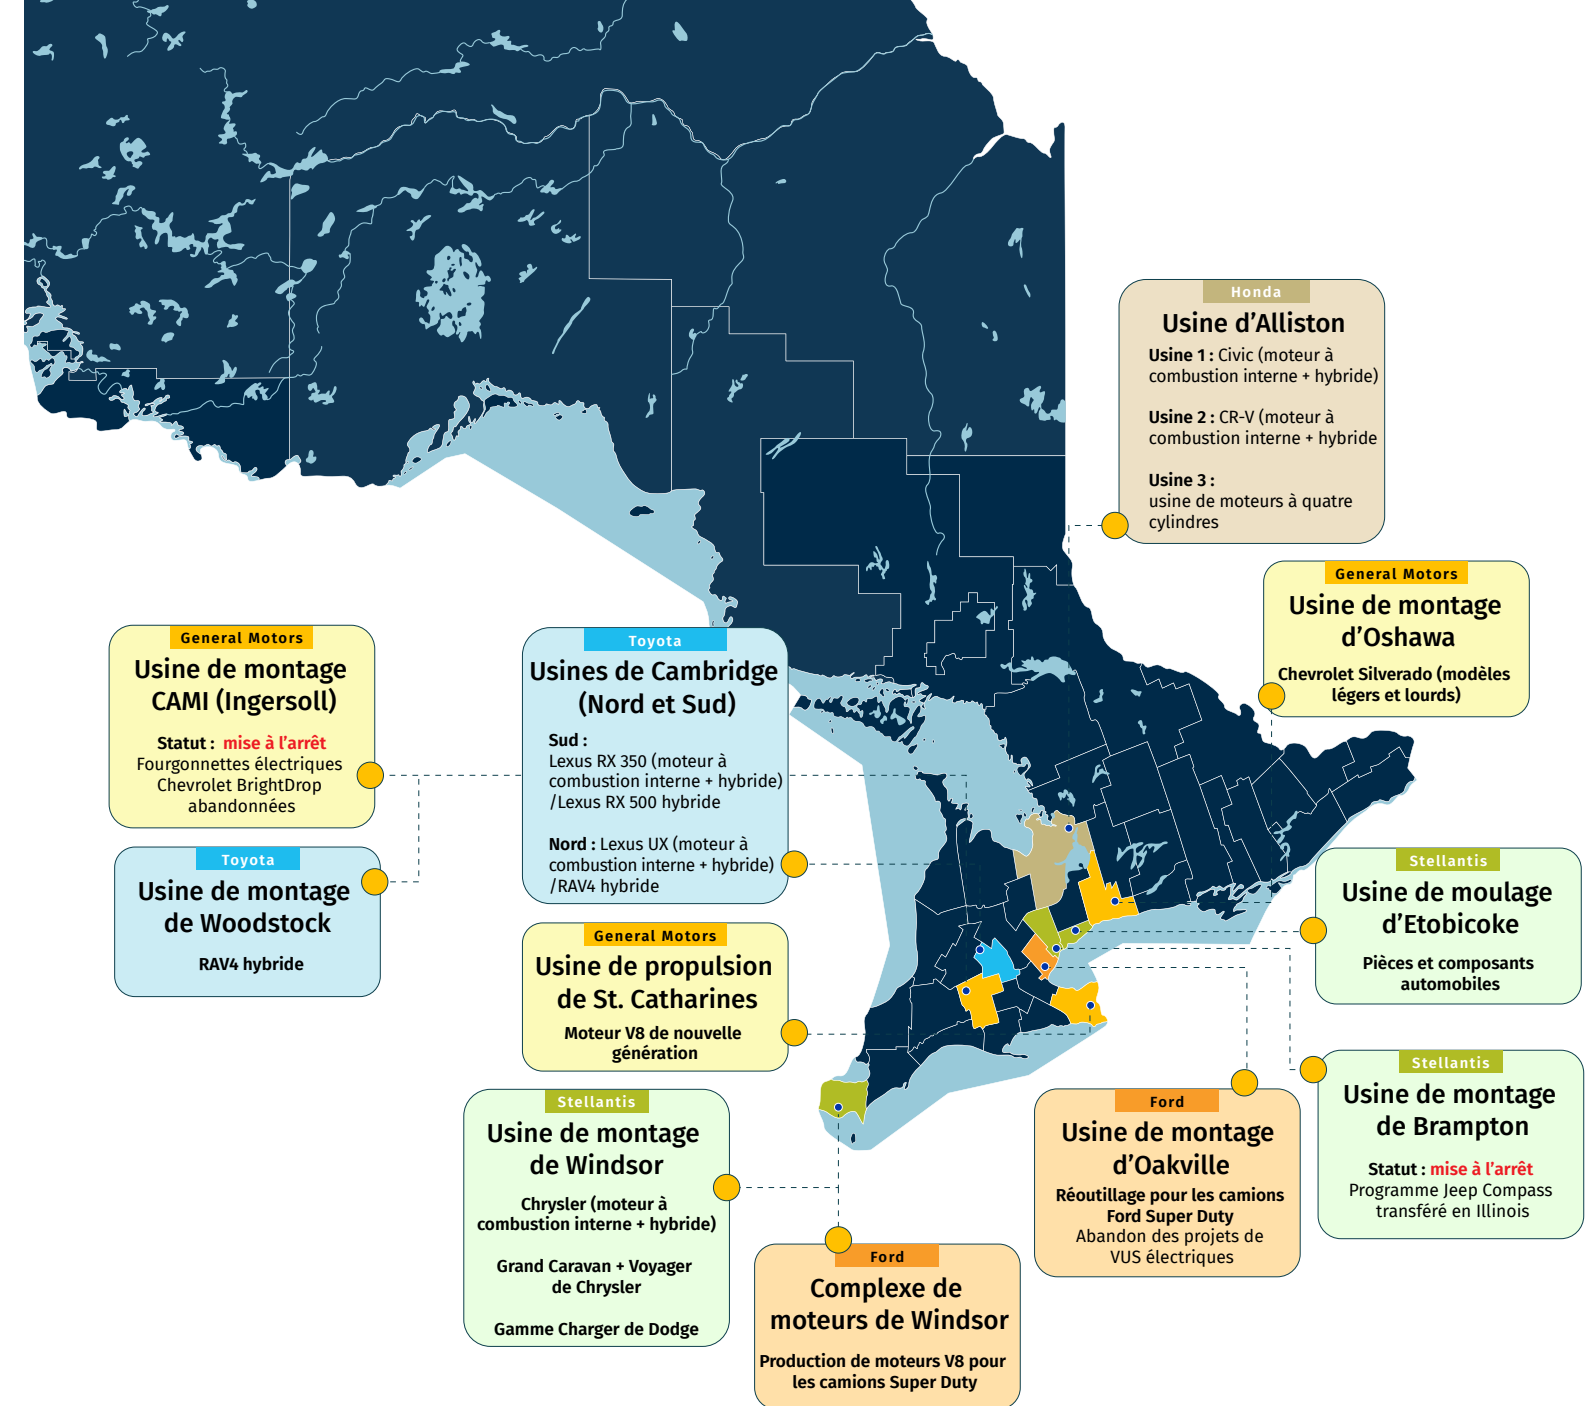 Honda
Usine d’Alliston
Usine 1 : Civic (moteur à
combustion interne + hybride)
Usine 2 : CR-V (moteur à
combustion interne + hybride
Usine 3 :
usine de moteurs à quatre
cylindres
General Motors
Usine de montage
d’Oshawa
Chevrolet Silverado (modèles
légers et lourds)
General Motors
Usine de montage
CAMI (Ingersoll)
Statut : mise à l’arrêt
Fourgonnettes électriques
Chevrolet BrightDrop
abandonnées
Toyota
Usines de Cambridge
(Nord et Sud)
Sud :
Lexus RX 350 (moteur à
combustion interne + hybride)
/Lexus RX 500 hybride
Nord : Lexus UX (moteur à
combustion interne + hybride)
/RAV4 hybride
Toyota
Usine de montage
de Woodstock
RAV4 hybride
Stellantis
Usine de moulage
d’Etobicoke
Pièces et composants
automobiles
General Motors
Usine de propulsion
de St. Catharines
Moteur V8 de nouvelle
génération
Stellantis
Usine de montage
de Brampton
Statut : mise à l’arrêt
Programme Jeep Compass
transféré en Illinois
Stellantis
Usine de montage
de Windsor
Chrysler (moteur à
combustion interne + hybride)
Grand Caravan + Voyager
de Chrysler
Gamme Charger de Dodge
Ford
Usine de montage
d’Oakville
Réoutillage pour les camions
Ford Super Duty
Abandon des projets de
VUS électriques
Ford
Complexe de
moteurs de Windsor
Production de moteurs V8 pour
les camions Super Duty